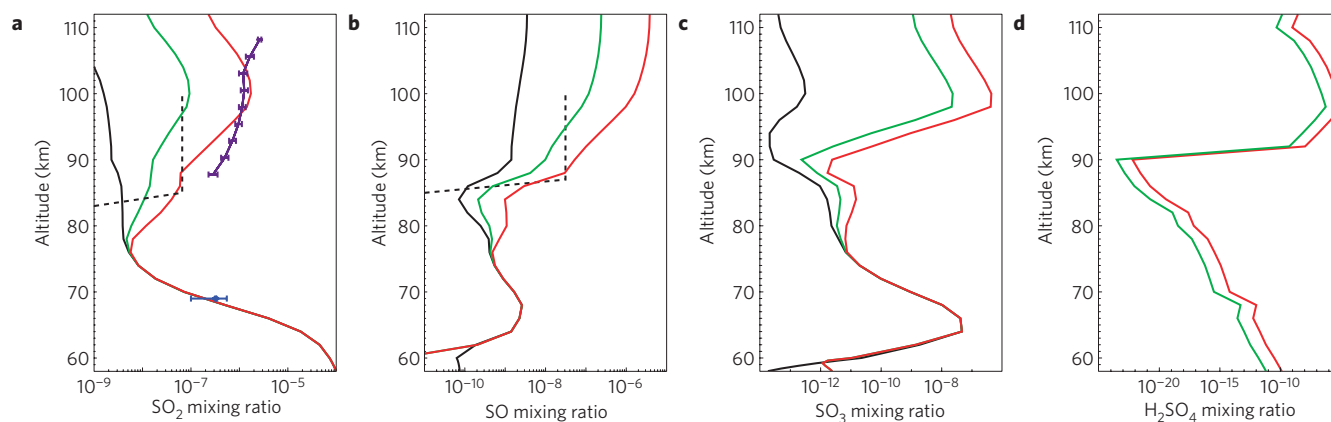 a
110
100
90
80
70
60
Altitude (km)
10⁻⁹ 10⁻⁷ 10⁻⁵
SO₂ mixing ratio
b
110
100
90
80
70
60
Altitude (km)
10⁻¹⁰ 10⁻⁸ 10⁻⁶
SO mixing ratio
c
110
100
90
80
70
60
Altitude (km)
10⁻¹² 10⁻¹⁰ 10⁻⁸
SO₃ mixing ratio
d
110
100
90
80
70
60
Altitude (km)
10⁻²⁰ 10⁻¹⁵ 10⁻¹⁰
H₂SO₄ mixing ratio